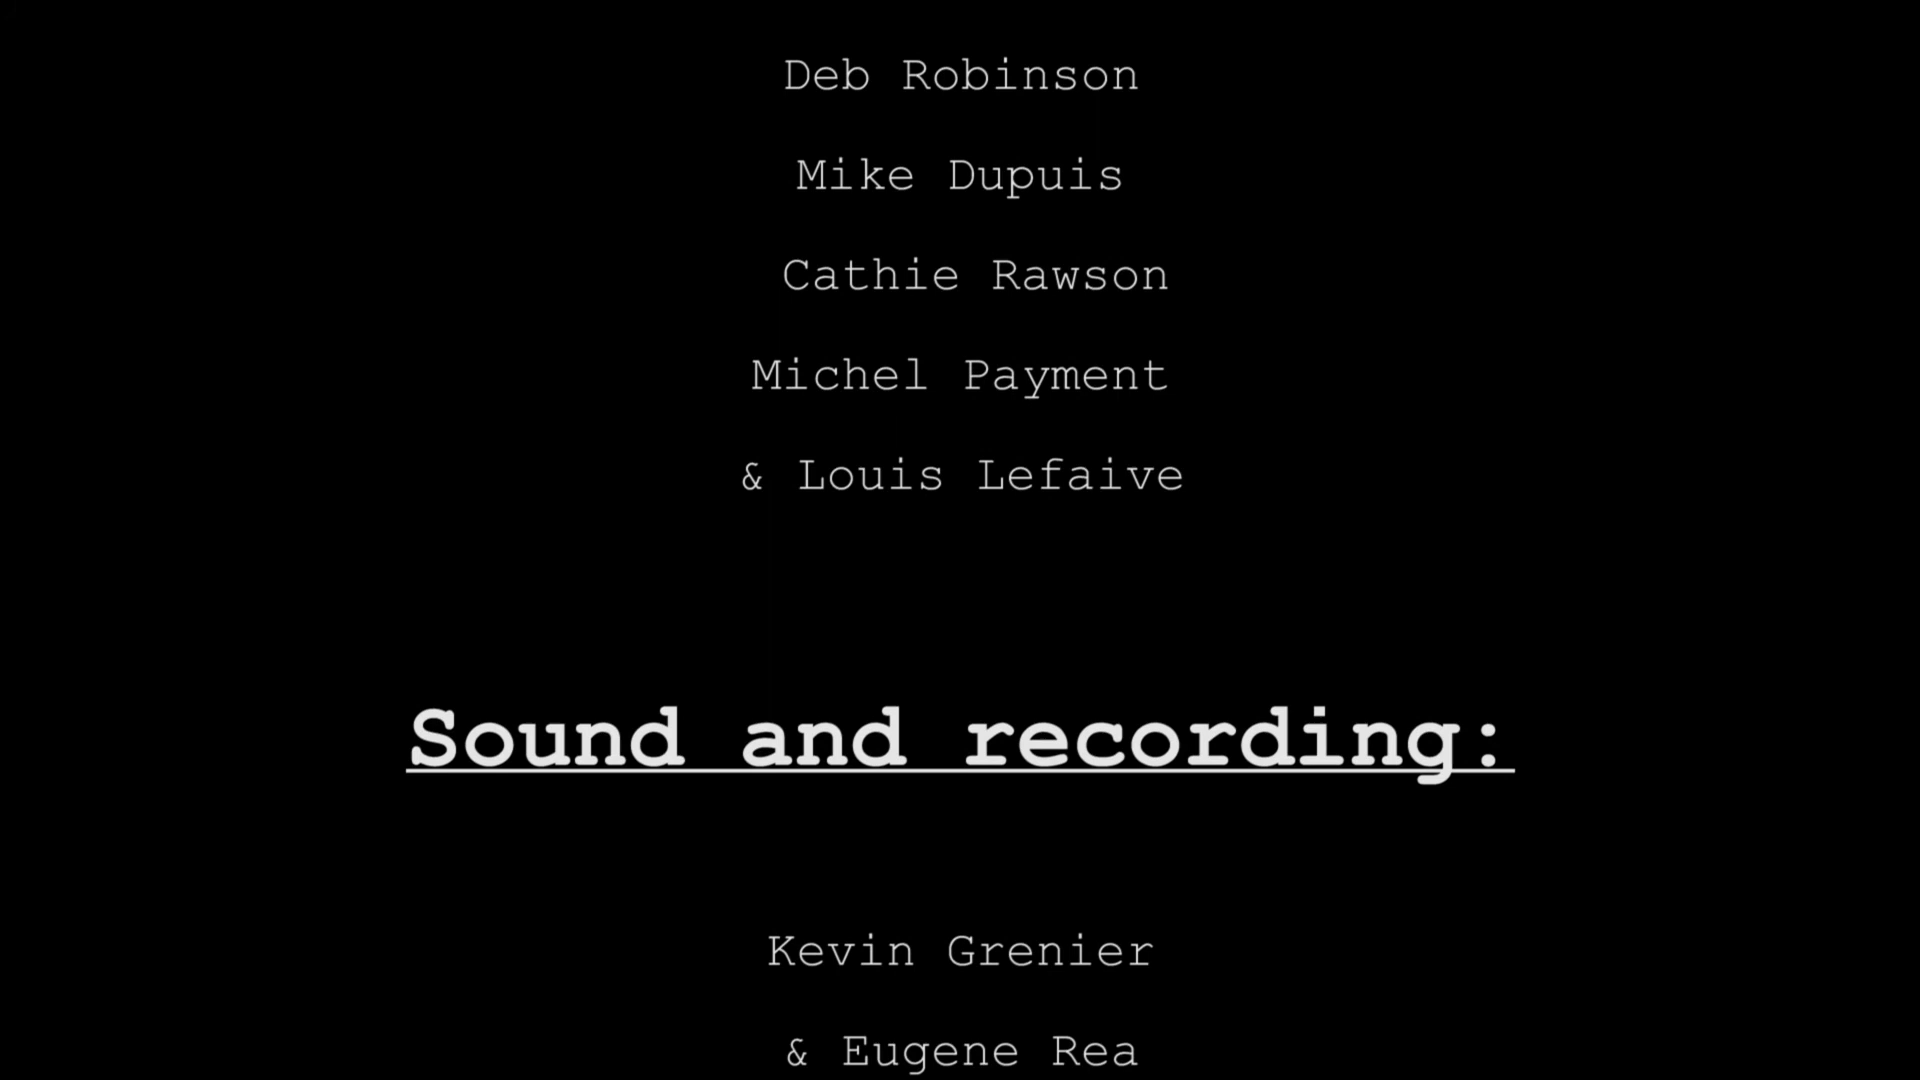 Deb Robinson
Mike Dupuis
Cathie Rawson
Michel Payment
& Louis Lefaive
Sound and recording:
Kevin Grenier
& Eugene Rea